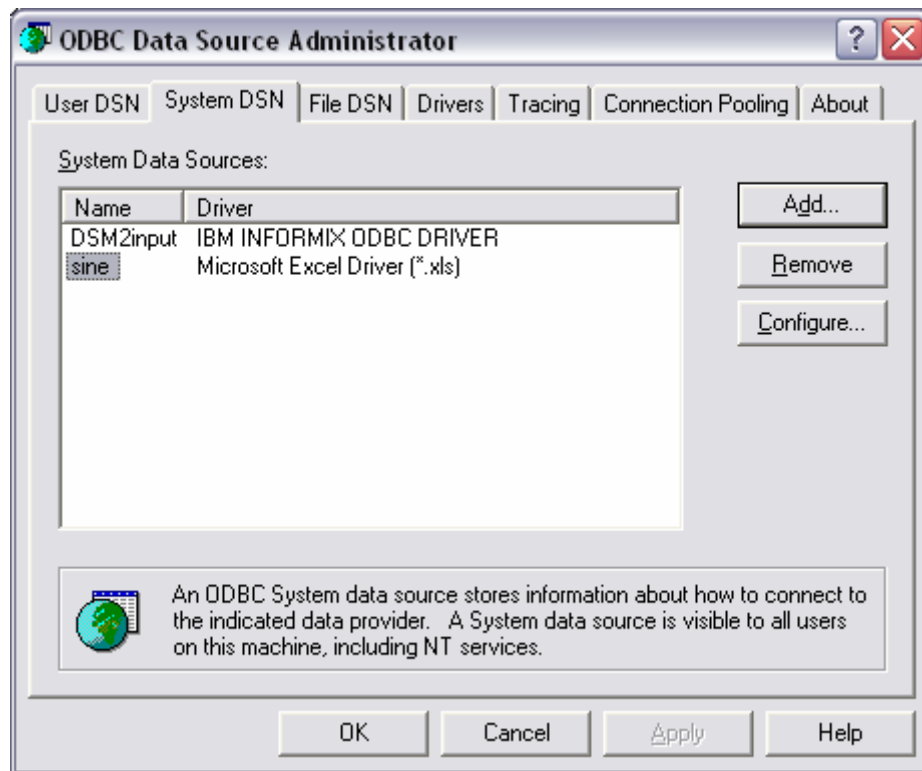 ODBC Data Source Administrator
User DSN System DSN File DSN Drivers Tracing Connection Pooling About
System Data Sources:
Name Driver
DSM2input IBM INFORMIX ODBC DRIVER
sine Microsoft Excel Driver (*.xls)
Add...
Remove
Configure...
An ODBC System data source stores information about how to connect to
the indicated data provider. A System data source is visible to all users
on this machine, including NT services.
OK Cancel Apply Help